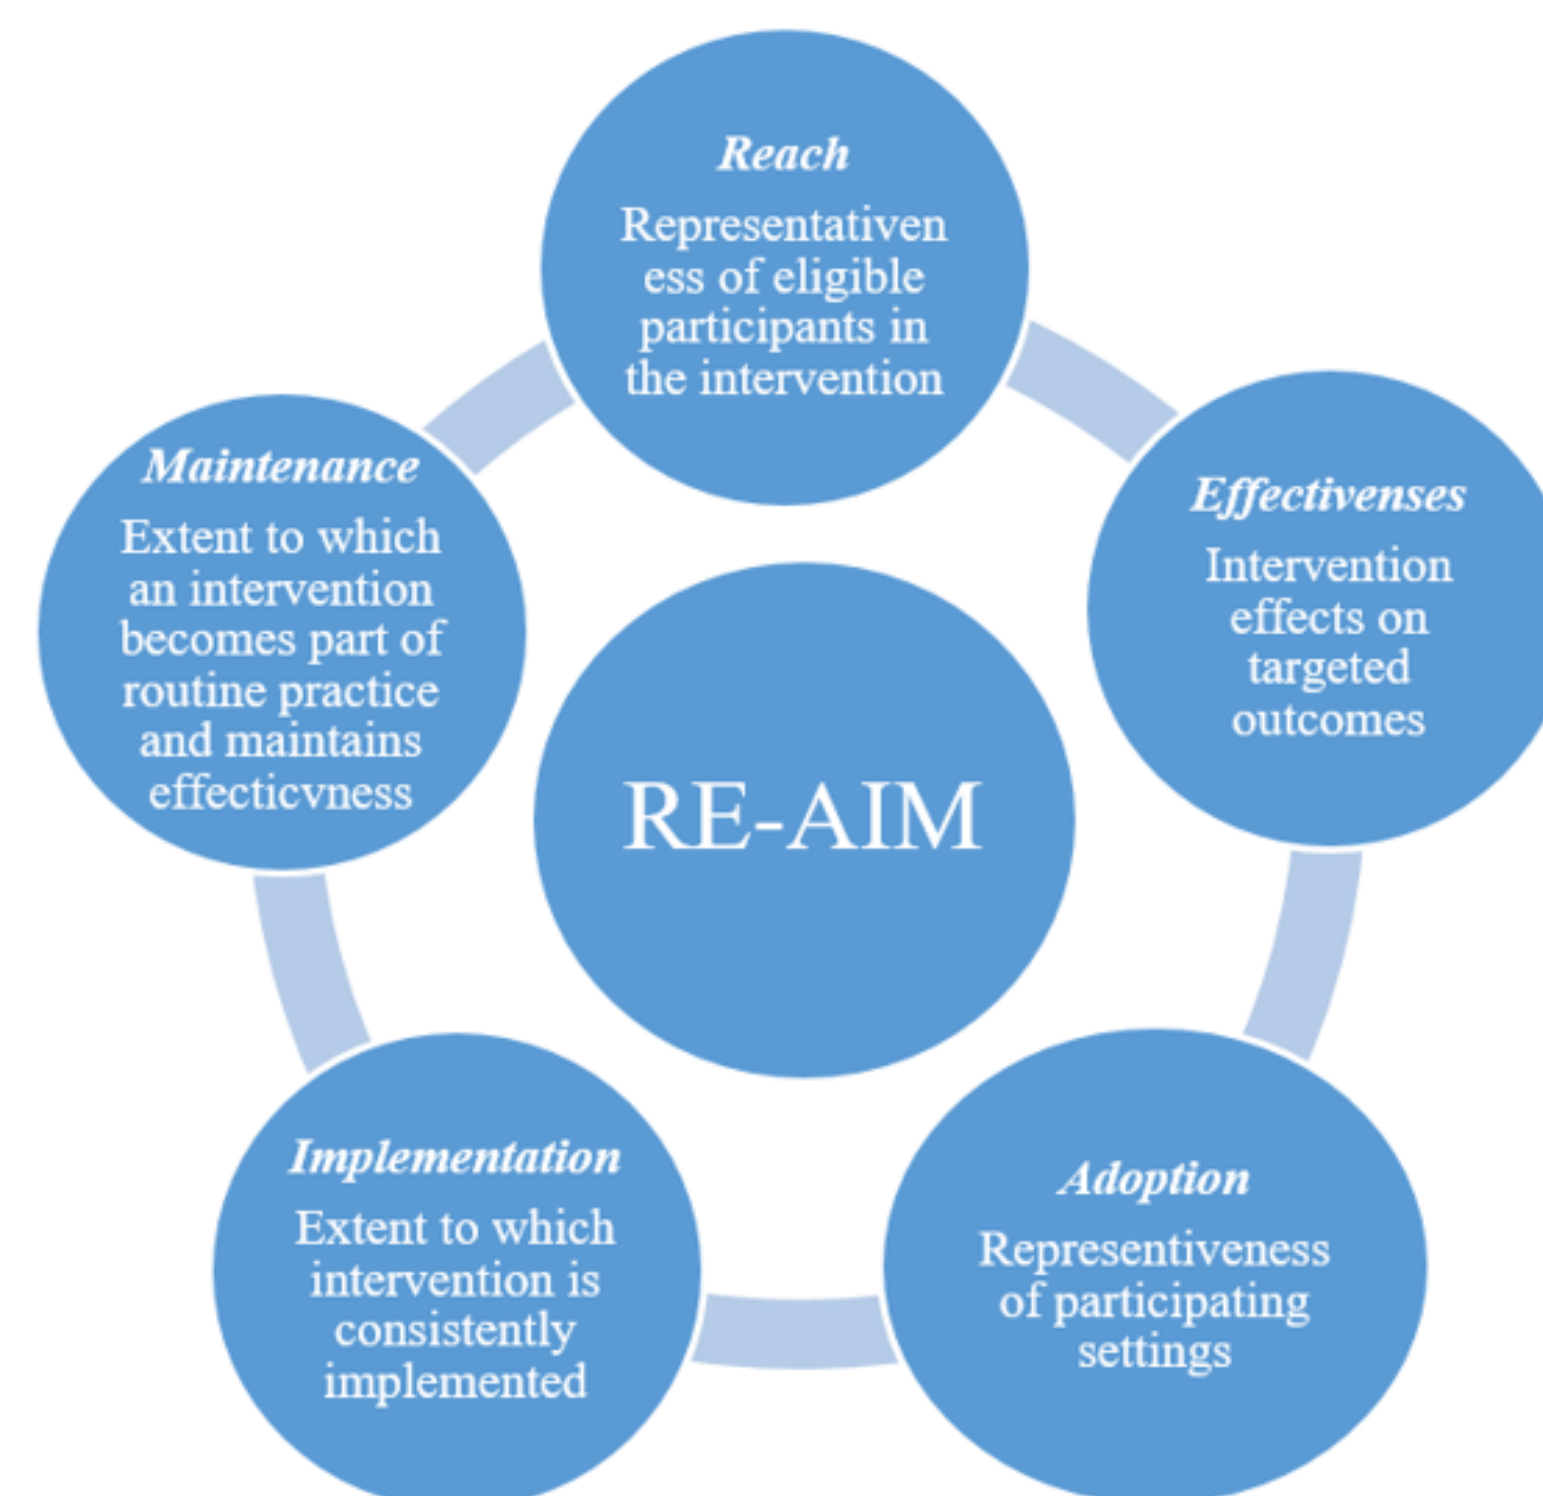 Reach
Representativen
ess of eligible
participants in
the intervention
Effectivenses
Intervention
effects on
targeted
outcomes
Adoption
Representiveness
of participating
settings
Implementation
Extent to which
intervention is
consistently
implemented
Maintenance
Extent to which
an intervention
becomes part of
routine practice
and maintains
effecticvness
RE-AIM